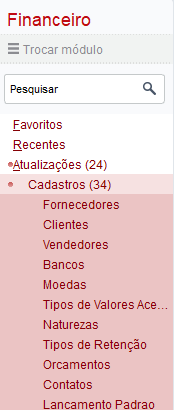 Financeiro
☰ Trocar módulo
Pesquisar
Favoritos
Recentes
Atualizações (24)
Cadastros (34)
Fornecedores
Clientes
Vendedores
Bancos
Moedas
Tipos de Valores Ace...
Naturezas
Tipos de Retenção
Orcamentos
Contatos
Lancamento Padrao